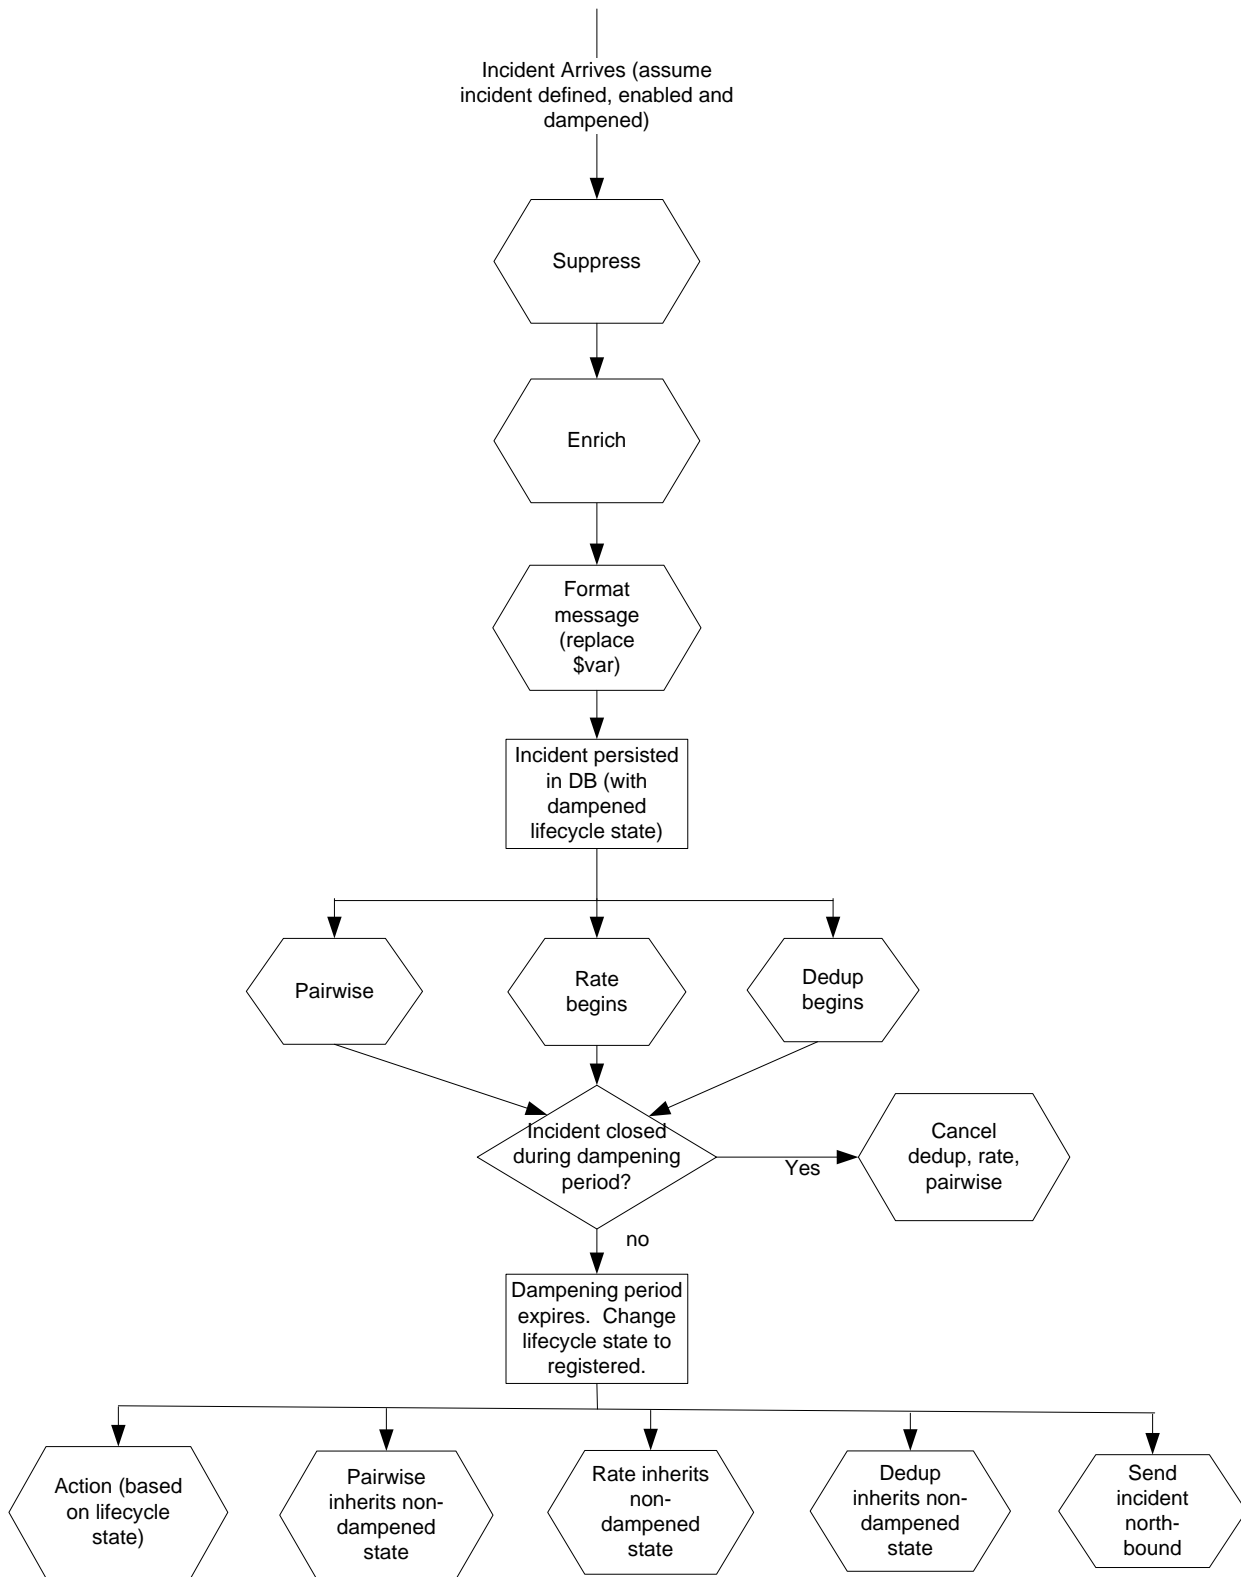 Incident Arrives (assume
incident defined, enabled and
dampened)
Suppress
Enrich
Format
message
(replace
$var)
Incident persisted
in DB (with
dampened
lifecycle state)
Pairwise
Rate
begins
Dedup
begins
Incident closed
during dampening
period?
Yes
Cancel
dedup, rate,
pairwise
no
Dampening period
expires.  Change
lifecycle state to
registered.
Action (based
on lifecycle
state)
Pairwise
inherits non-
dampened
state
Rate inherits
non-
dampened
state
Dedup
inherits non-
dampened
state
Send
incident
north-
bound